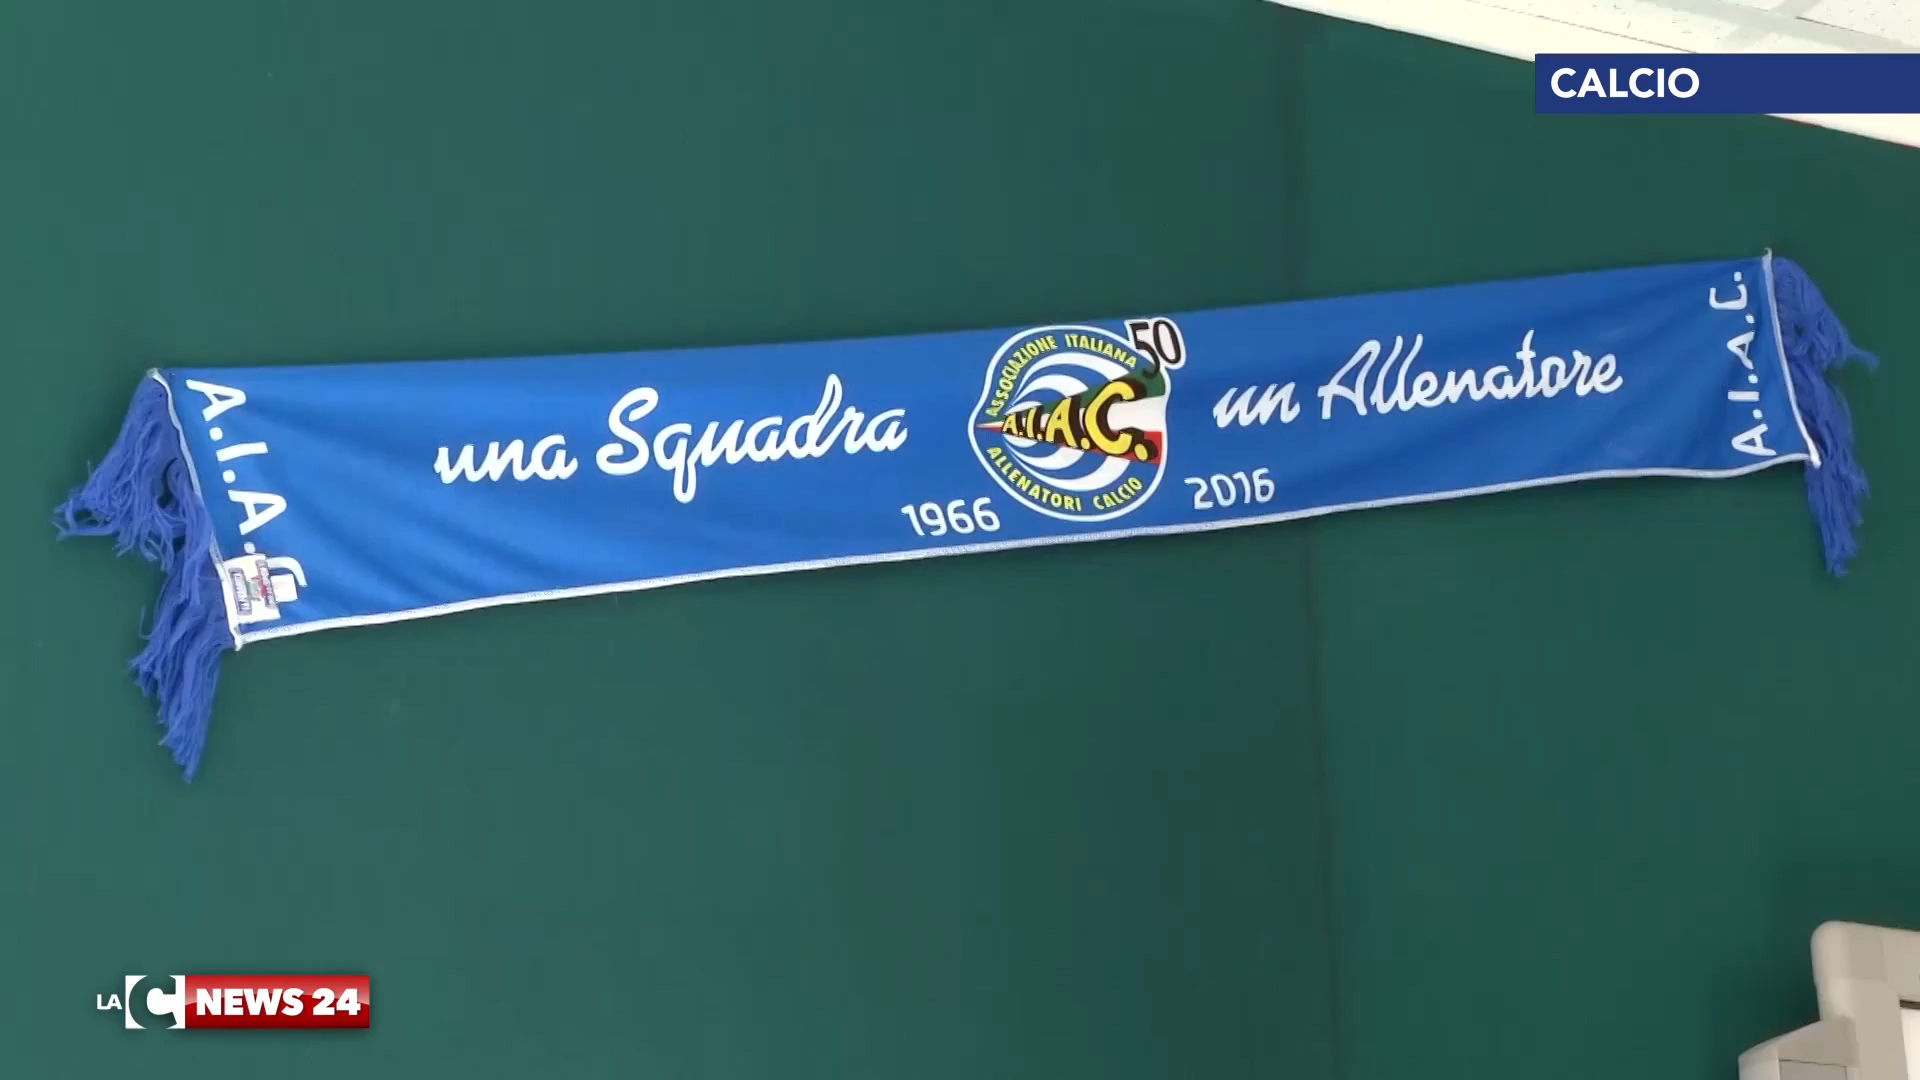 CALCIO
A.I.A.C.
una Squadra
un Allenatore
A.I.A.C.
50
ASSOCIAZIONE ITALIANA
A.I.A.C.
ALLENATORI CALCIO
1966
2016
LA C NEWS 24